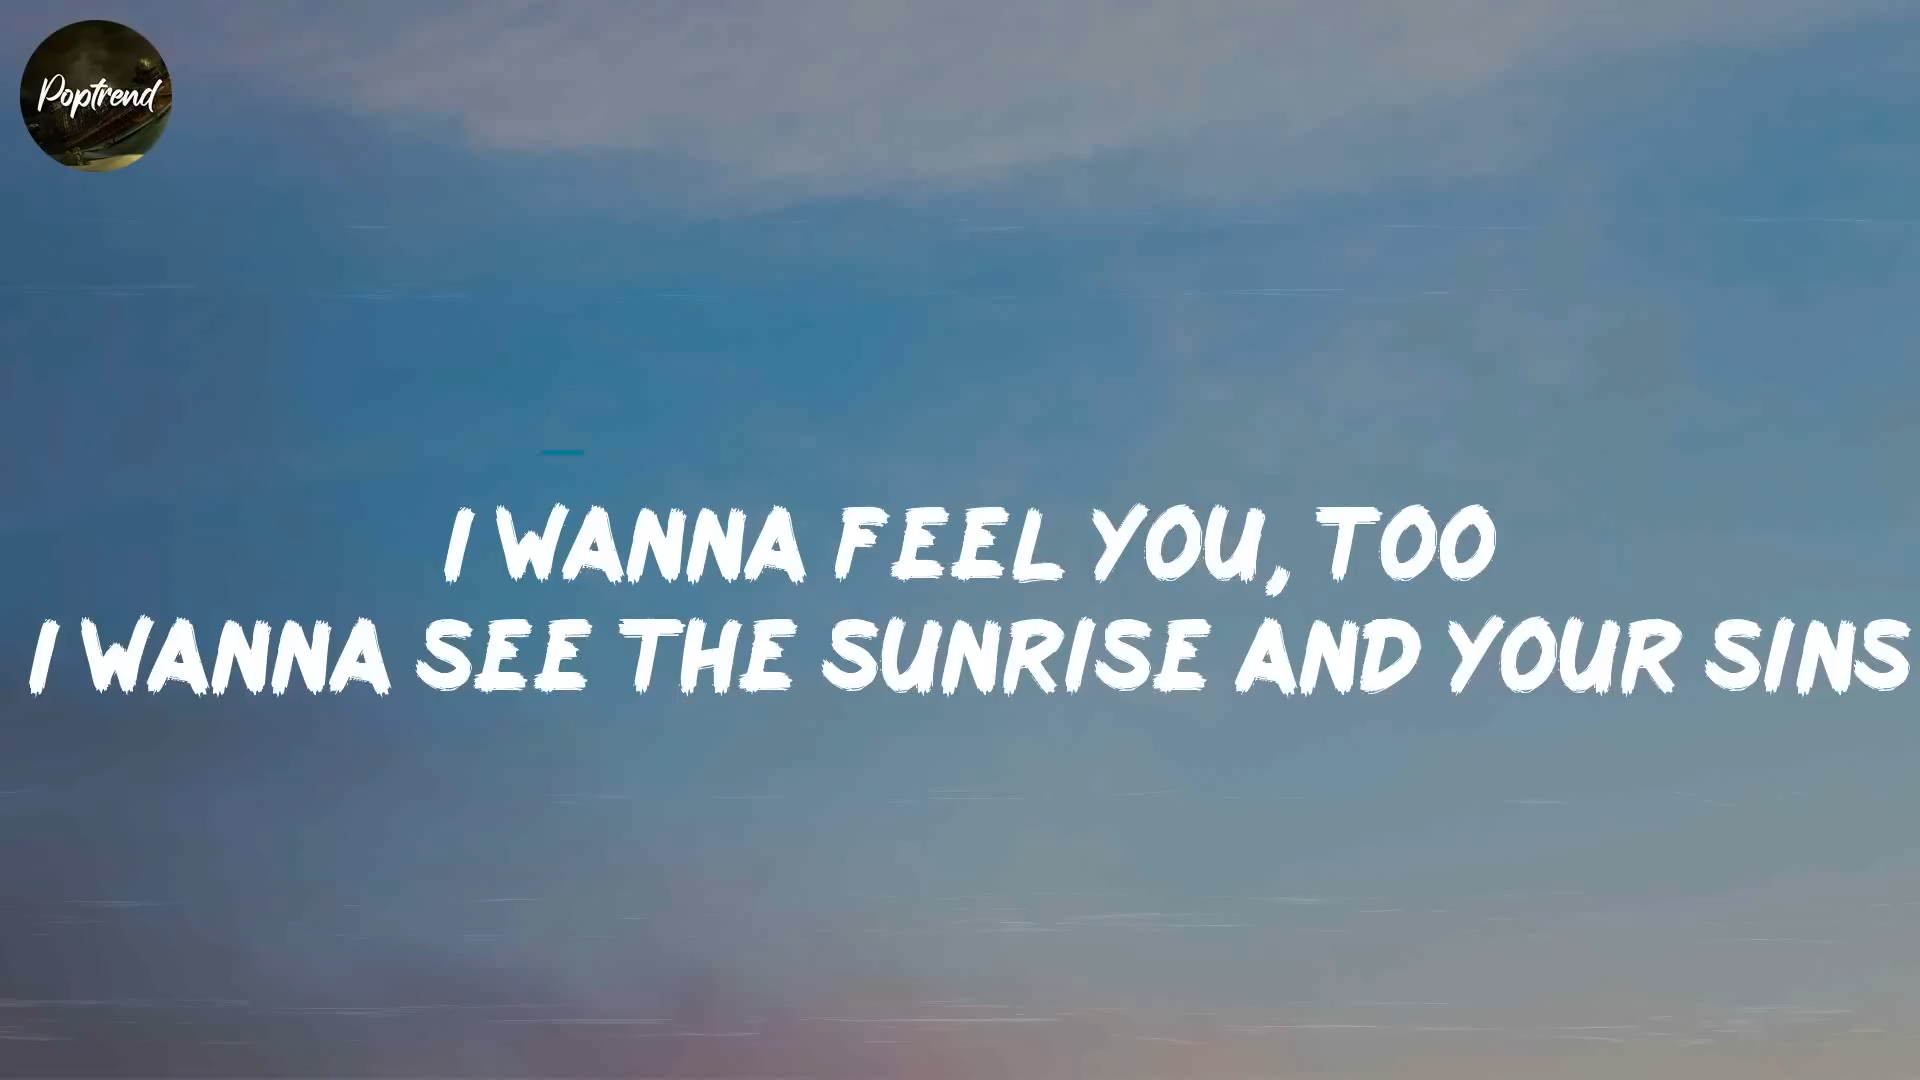 Poptrend
I WANNA FEEL YOU, TOO
I WANNA SEE THE SUNRISE AND YOUR SINS